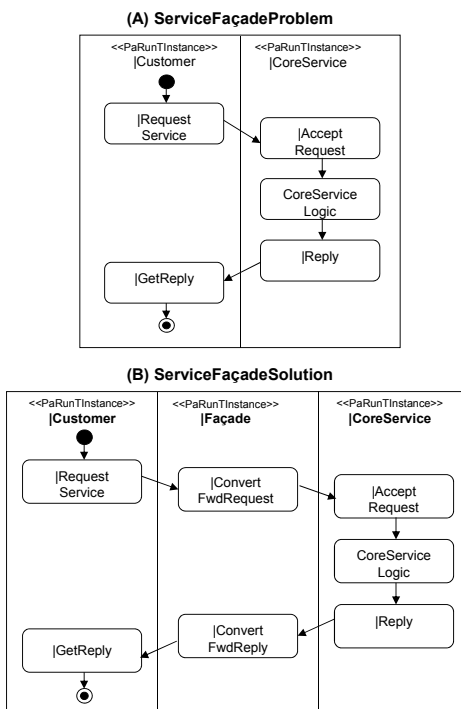 (A) ServiceFaçadeProblem
<<PaRunTInstance>> <<PaRunTInstance>>
|Customer |CoreService
|Request
Service
|Accept
Request
CoreService
Logic
|GetReply |Reply
(B) ServiceFaçadeSolution
<<PaRunTInstance>> <<PaRunTInstance>> <<PaRunTInstance>>
|Customer |Façade |CoreService
|Request
Service
|Convert
FwdRequest
|Accept
Request
CoreService
Logic
|GetReply
|Convert
FwdReply
|Reply